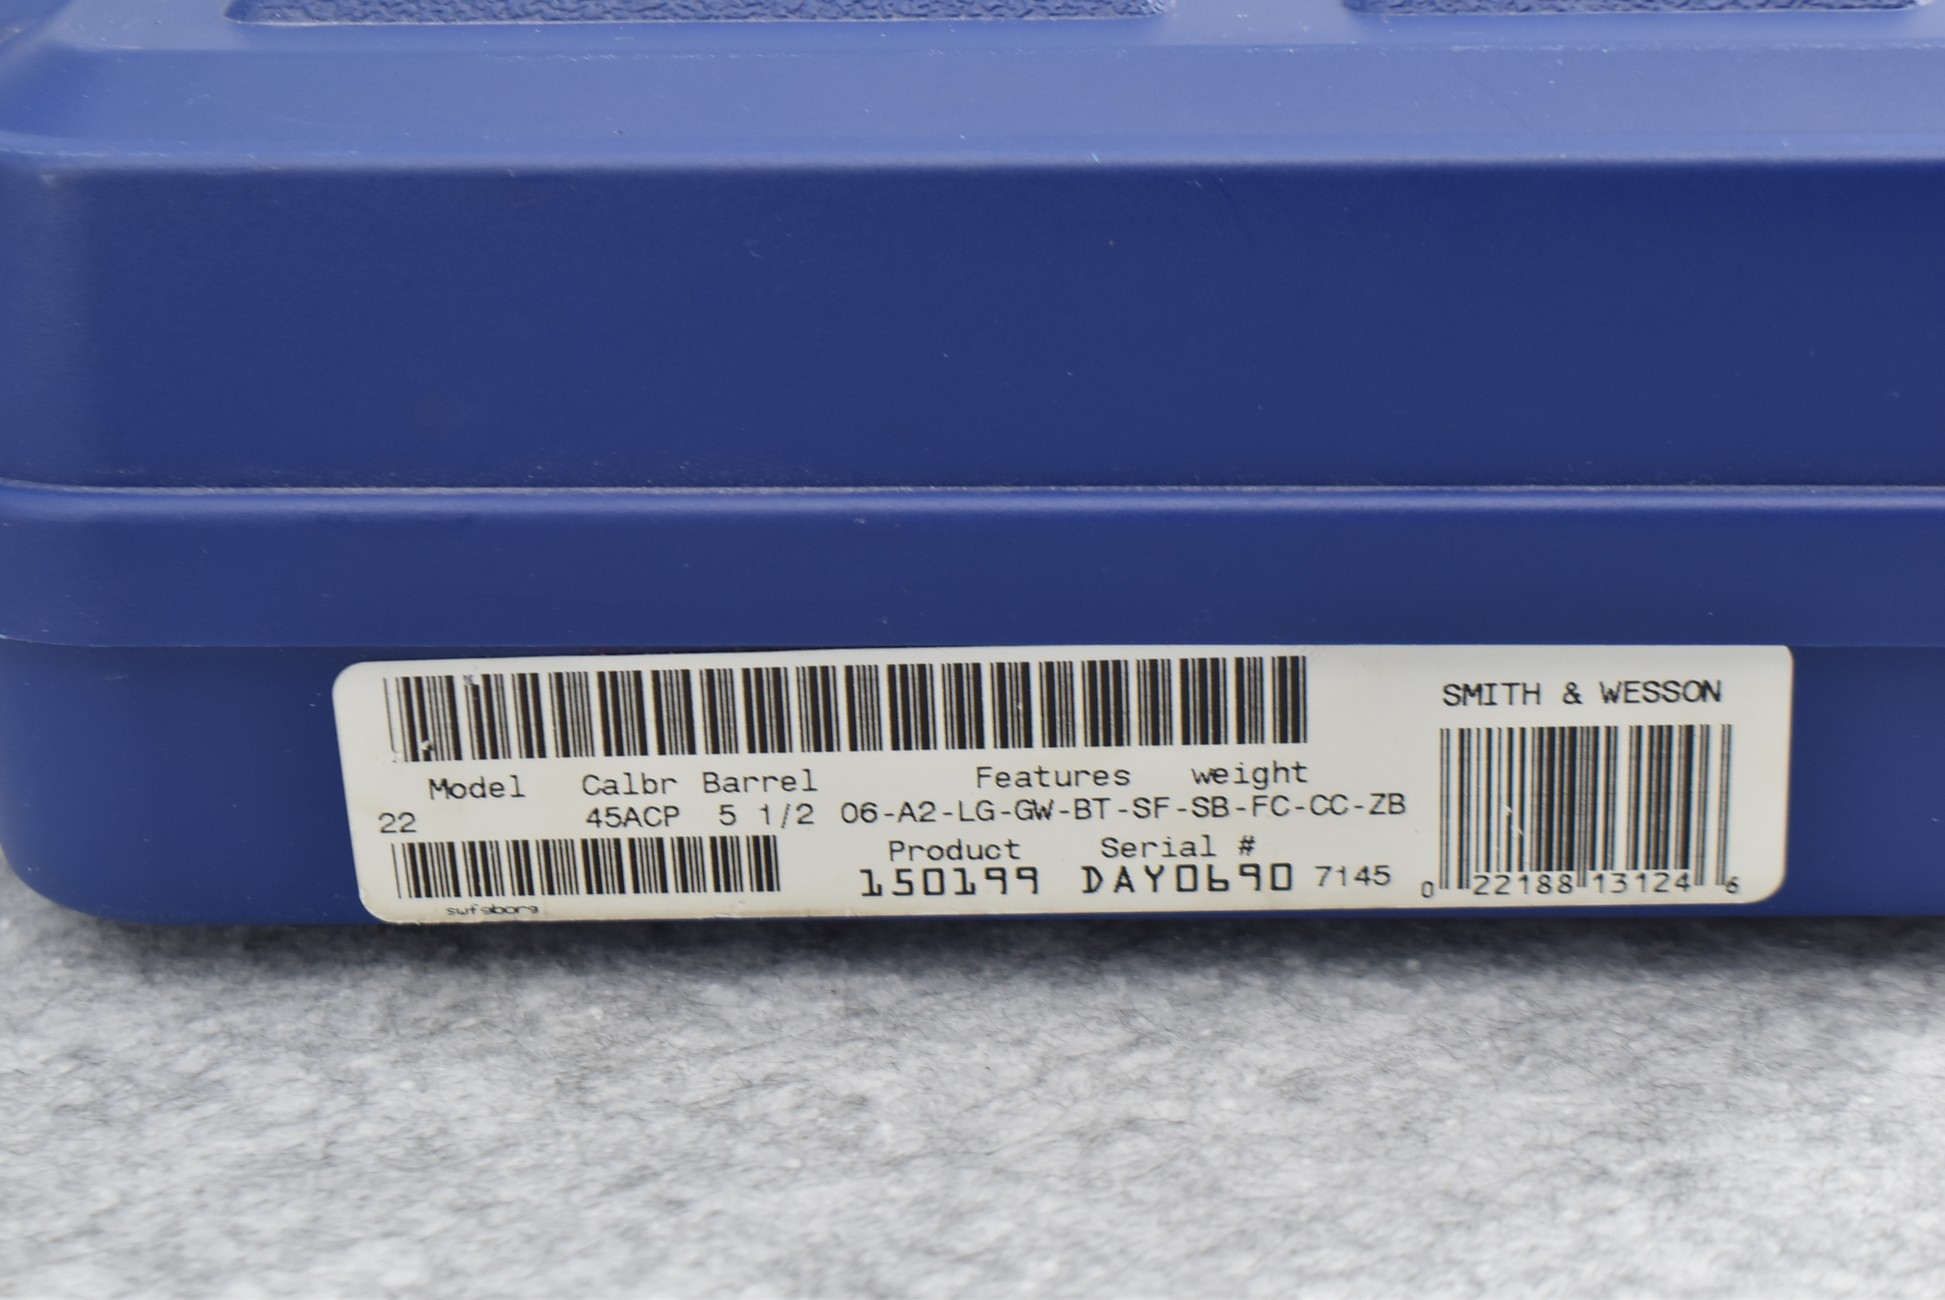 SMITH & WESSON
Model Calbr Barrel Features weight
22 45ACP 5 1/2 06-A2-LG-GW-BT-SF-SB-FC-CC-ZB
Product Serial #
150199 DAY0690 7145
0 22188 13124 6
swfgborg